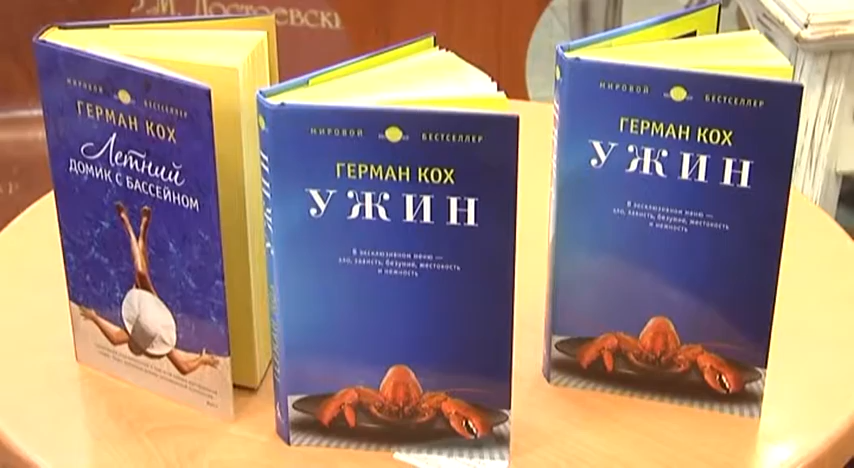 .М. Достоевски
МИРОВОЙ БЕСТСЕЛЛЕР
ГЕРМАН КОХ
Летний
ДОМИК С БАССЕЙНОМ
МИРОВОЙ БЕСТСЕЛЛЕР
ГЕРМАН КОХ
УЖИН
В эксклюзивном меню —
зло, зависть, безумие, жестокость
и нежность
МИРОВОЙ БЕСТСЕЛЛЕР
ГЕРМАН КОХ
УЖИН
В эксклюзивном меню —
зло, зависть, безумие, жестокость
и нежность